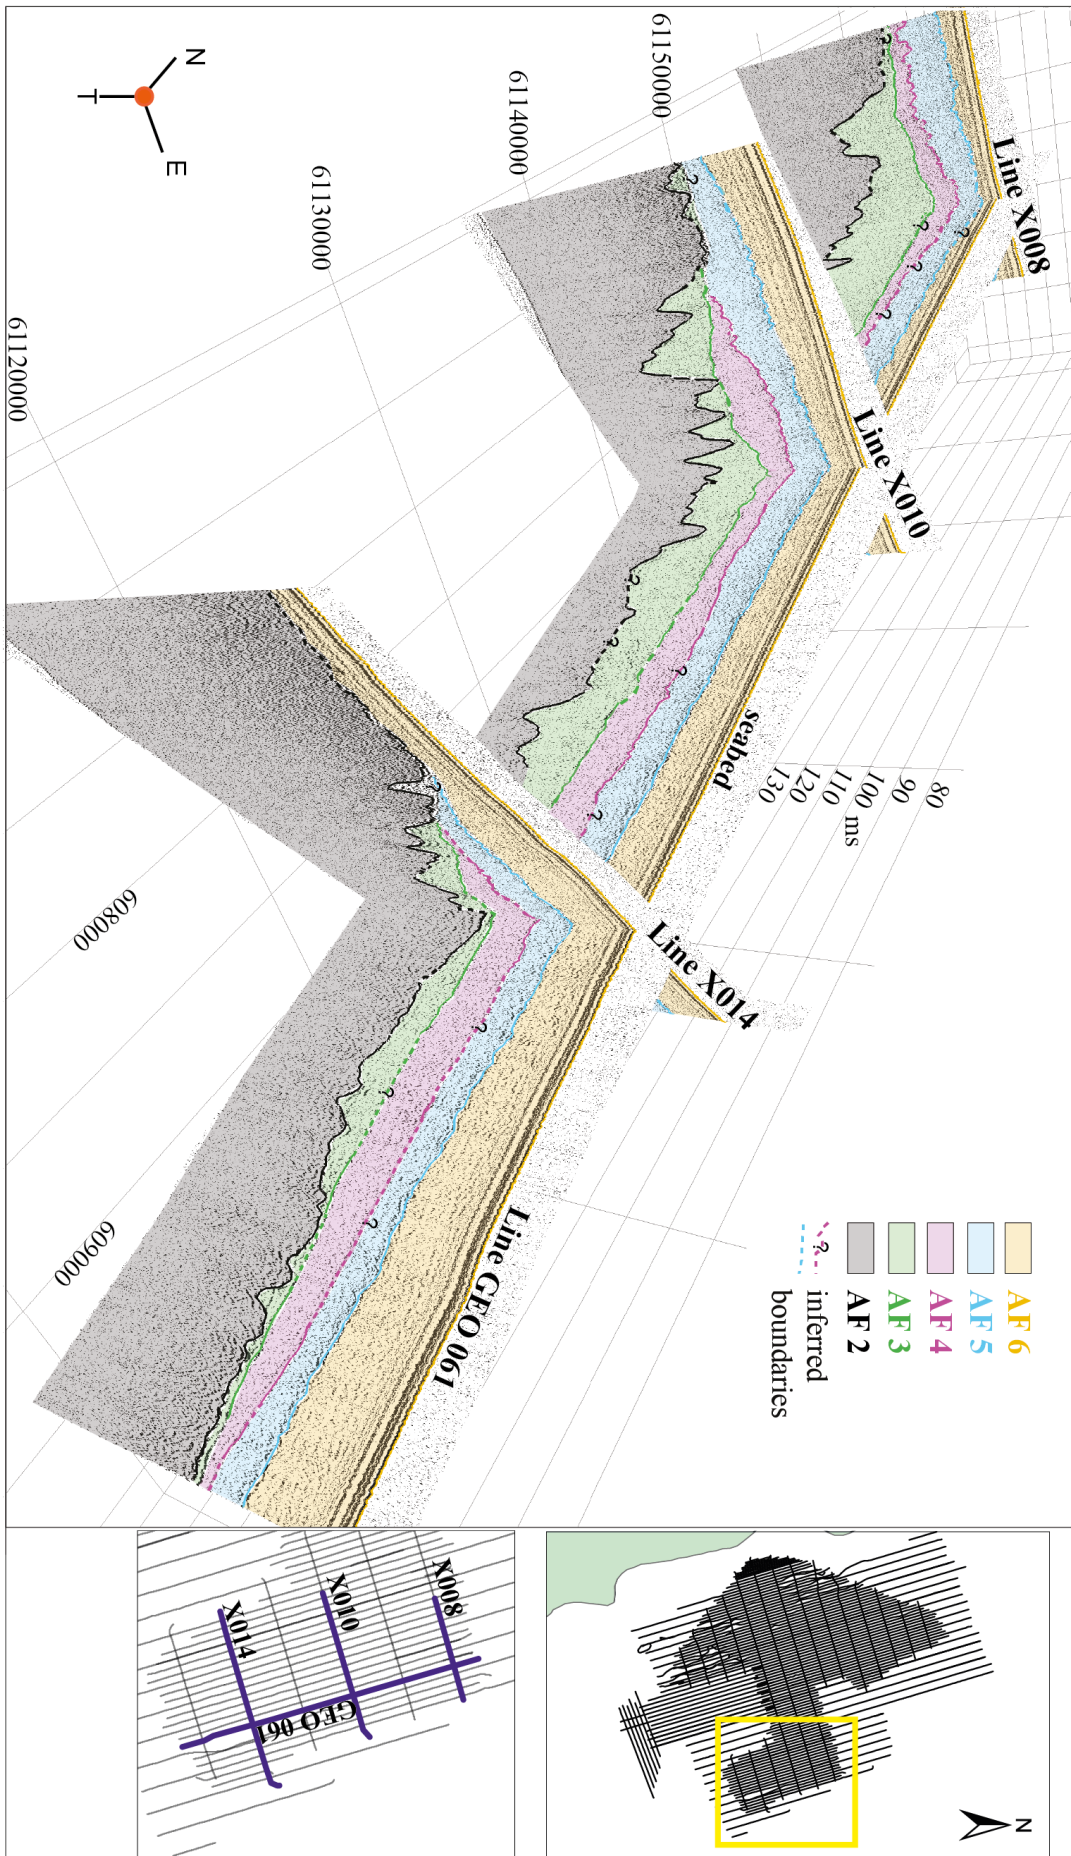 Line X008
?
?
?
?
?
Line X010
?
?
?
?
?
seabed
80
90
100 ms
110
120
130
Line X014
?
?
?
?
Line GEO 061
61150000
61140000
61130000
61120000
608000
609000
N
E
T
AF 6
AF 5
AF 4
AF 3
AF 2
? inferred
boundaries
N
X008
X010
X014
GEO 061